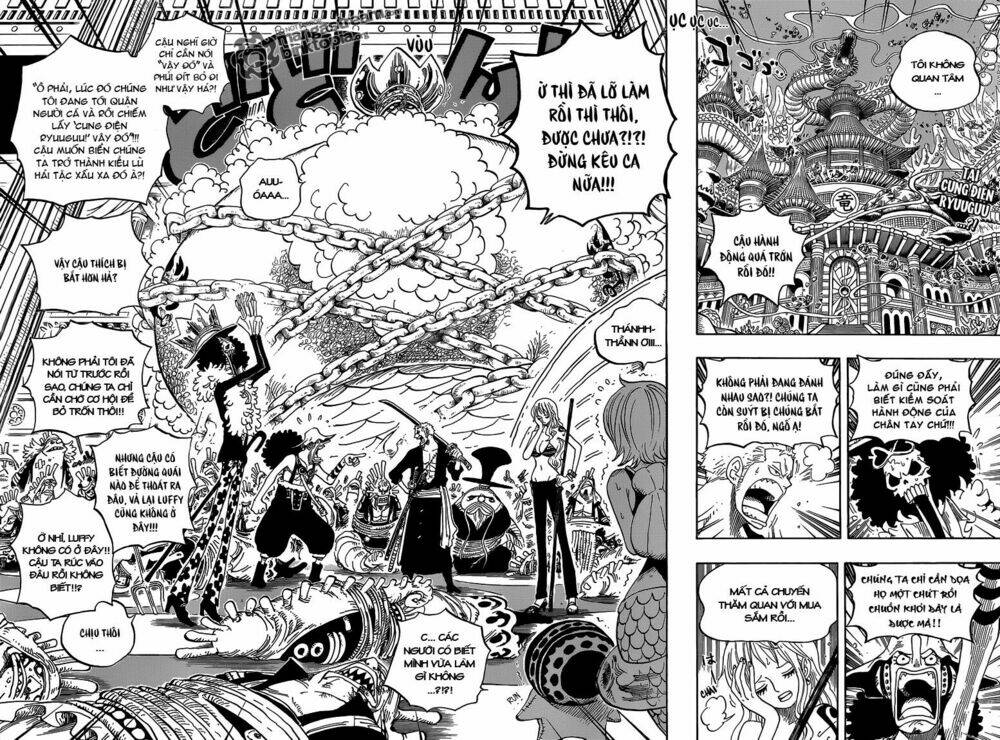 ỤC ỤC ỤC...
TÔI KHÔNG
QUAN TÂM
...
TẠI
CUNG ĐIỆN
RYUUGUU
...?!
CẬU HÀNH
ĐỘNG QUÁ TRỚN
RỒI ĐÓ!!
ĐÚNG ĐẤY,
LÀM GÌ CŨNG PHẢI
BIẾT KIỂM SOÁT
HÀNH ĐỘNG CỦA
CHÂN TAY CHỨ!!!
KHÔNG PHẢI ĐANG ĐÁNH
NHAU SAO?! CHÚNG TA
CÒN SUÝT BỊ CHÚNG BẮT
RỒI ĐÓ, NGỐ Ạ!
CHÚNG TA CHỈ CẦN DỌA
HỌ MỘT CHÚT RỒI
CHUỒN KHỎI ĐÂY LÀ
ĐƯỢC MÀ!!
MẤT CẢ CHUYẾN
THĂM QUAN VỚI MUA
SẮM RỒI...
Ừ THÌ ĐÃ LỠ LÀM
RỒI THÌ THÔI,
ĐƯỢC CHƯA?!?!
ĐỪNG KÊU CA
NỮA!!!
VÙU
CẬU NGHĨ GIỜ
CHỈ CẦN NÓI
“VẬY ĐÓ” VÀ
PHỦI ĐÍT BỎ ĐI
NHƯ VẬY HẢ?!
“Ồ PHẢI, LÚC ĐÓ CHÚNG
TÔI ĐANG TỚI QUẬN
NGƯỜI CÁ VÀ RỒI CHIẾM
LẤY ‘CUNG ĐIỆN
RYUUGUU!’ VẬY ĐÓ”!!!
CẬU MUỐN BIẾN CHÚNG
TA TRỞ THÀNH KIỂU LŨ
HẢI TẶC XẤU XA ĐÓ À?!
AUU-
ÓAAA...
VẬY CẬU THÍCH BỊ
BẮT HƠN HẢ?
THÁNHH-
THẦNN ƠIII...
KHÔNG PHẢI TÔI ĐÃ
NÓI TỪ TRƯỚC RỒI
SAO, CHÚNG TA CHỈ
CẦN CHỜ CƠ HỘI ĐỂ
BỎ TRỐN THÔI!!!
NHƯNG CẬU CÓ
BIẾT ĐƯỜNG QUÁI
NÀO ĐỂ THOÁT RA
ĐÂU, VÀ LẠI LUFFY
CŨNG KHÔNG Ở
ĐÂY!!!
Ờ NHỈ, LUFFY
KHÔNG CÓ Ở ĐÂY!!
CẬU TA RÚC VÀO
ĐÂU RỒI KHÔNG
BIẾT!!?
CHỊU THÔI
C... CÁC
NGƯỜI CÓ BIẾT
MÌNH VỪA LÀM
GÌ KHÔNG
...?!?!
RUN